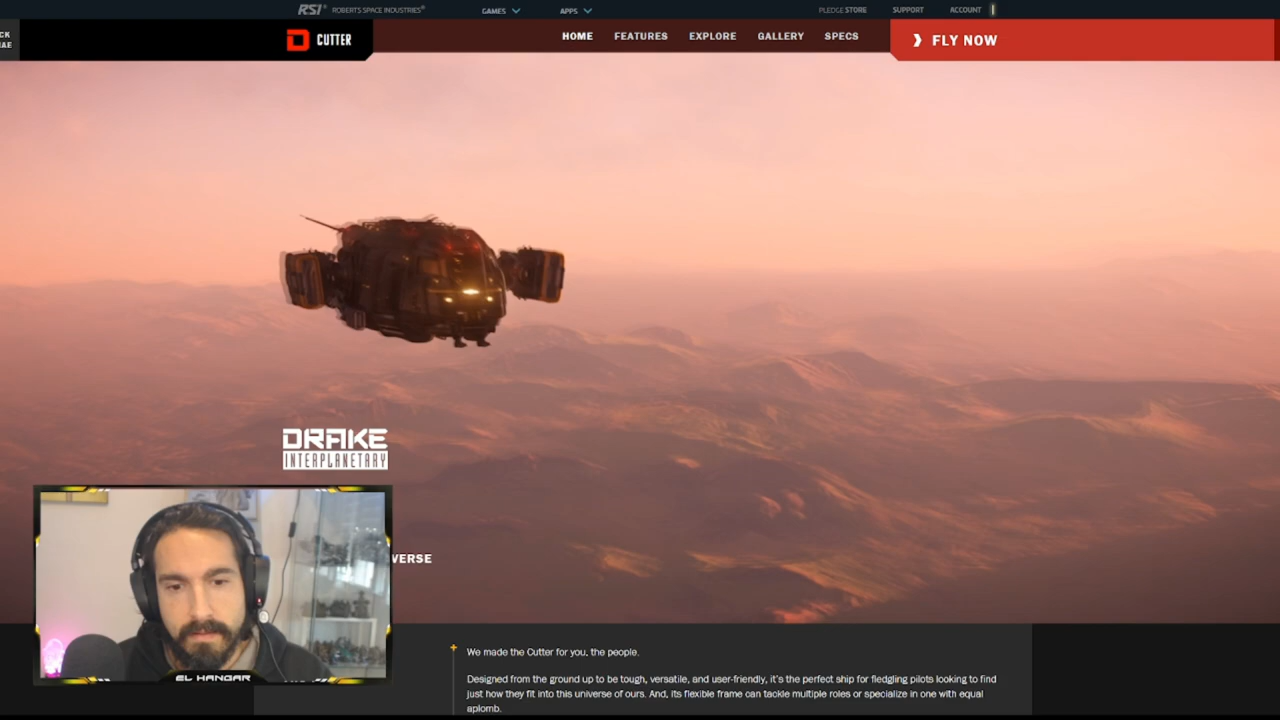 RSI ROBERTS SPACE INDUSTRIES®
GAMES
APPS
PLEDGE STORE
SUPPORT
ACCOUNT
CK
NAE
CUTTER
HOME
FEATURES
EXPLORE
GALLERY
SPECS
FLY NOW
DRAKE
INTERPLANETARY
VERSE
EL HANGAR
We made the Cutter for you, the people.
Designed from the ground up to be tough, versatile, and user-friendly, it's the perfect ship for fledgling pilots looking to find
just how they fit into this universe of ours. And, its flexible frame can tackle multiple roles or specialize in one with equal
aplomb.